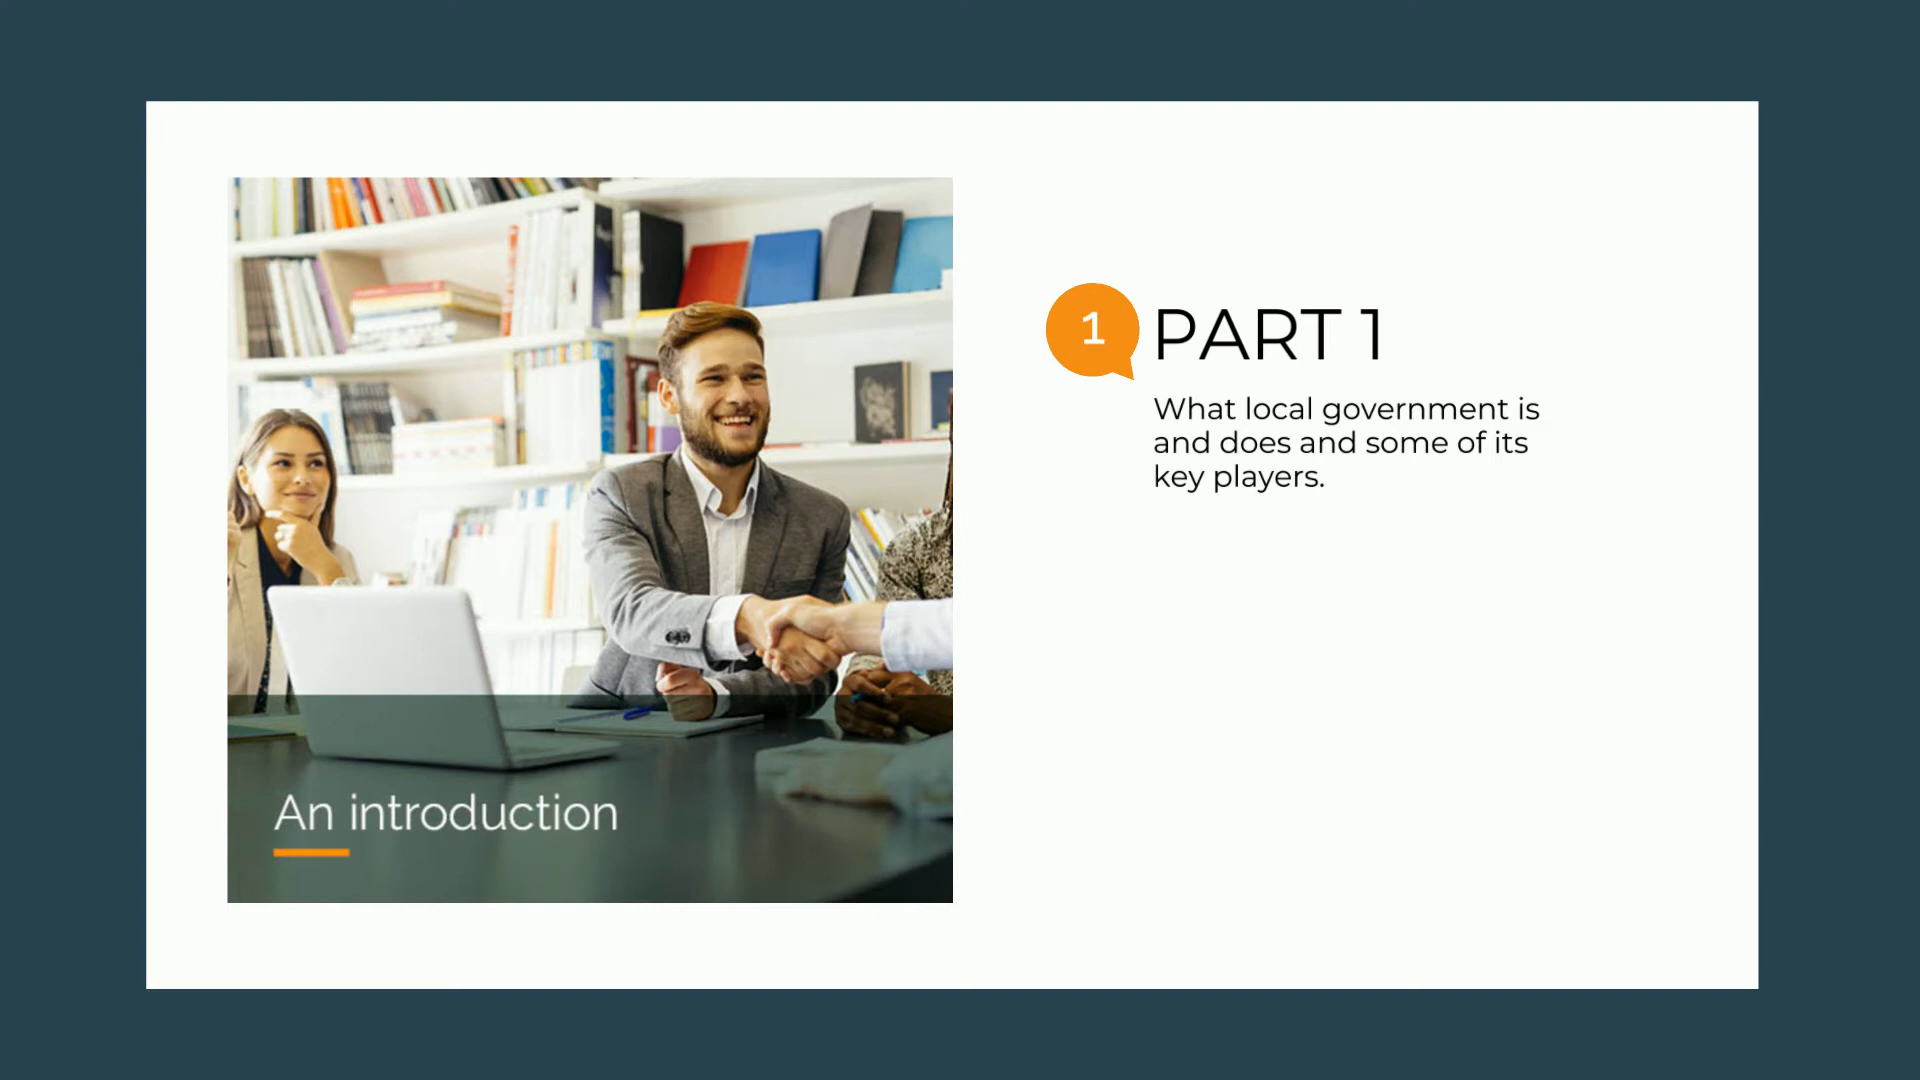 An introduction
1
PART 1
What local government is
and does and some of its
key players.